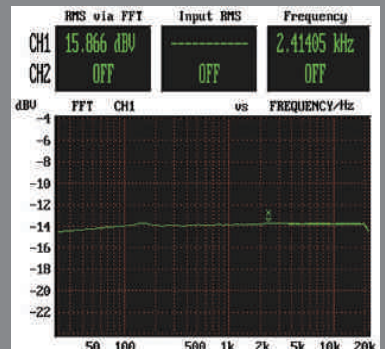 RMS via FFT Input RMS Frequency
CH1 15.866 dBV ----------- 2.41405 kHz
CH2 OFF OFF OFF
dBV FFT CH1 vs FREQUENCY/Hz
-4
-6
-8
-10
-12
-14
-16
-18
-20
-22
50 100 500 1k 2k 5k 10k 20k